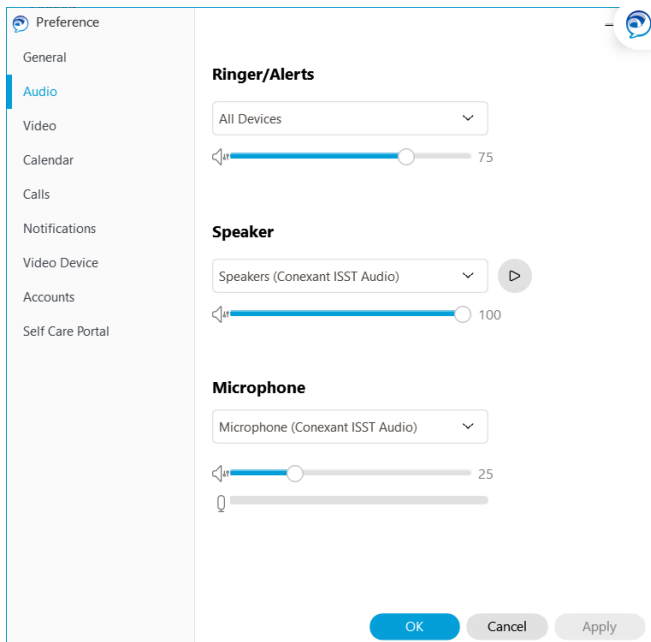 Preference
General
Audio
Video
Calendar
Calls
Notifications
Video Device
Accounts
Self Care Portal
Ringer/Alerts
All Devices
75
Speaker
Speakers (Conexant ISST Audio)
100
Microphone
Microphone (Conexant ISST Audio)
25
OK
Cancel
Apply